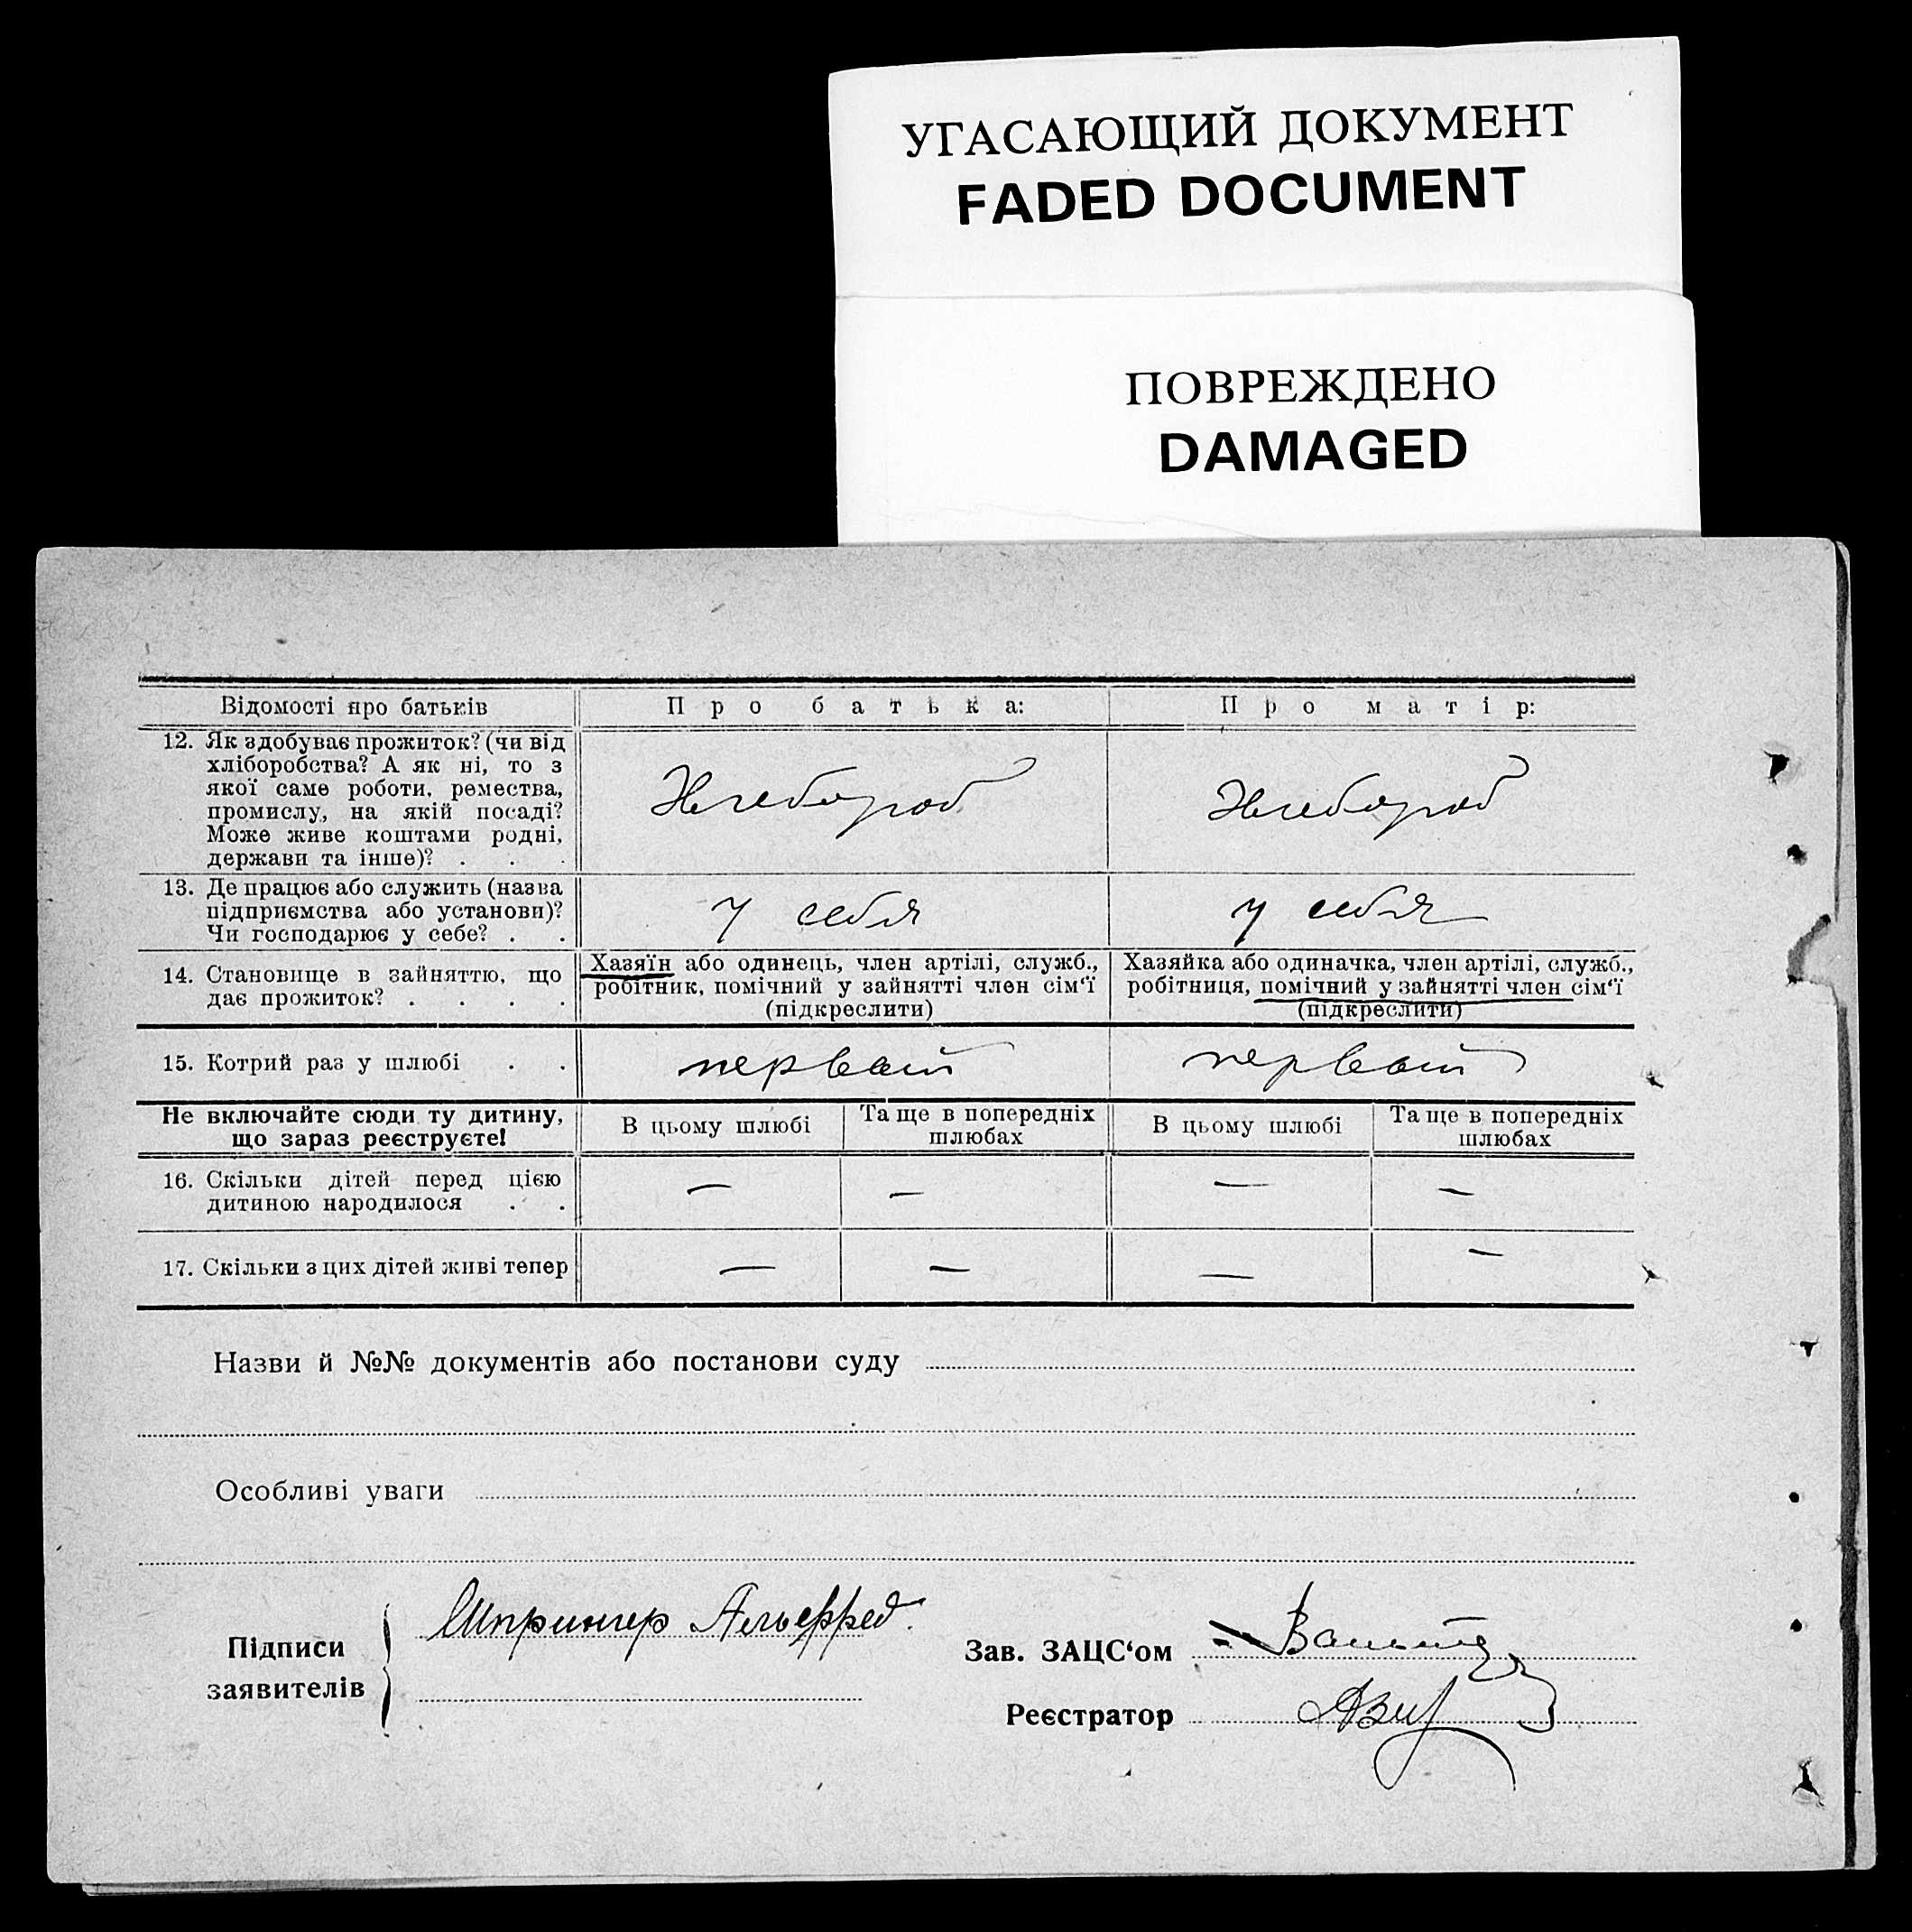 УГАСАЮЩИЙ ДОКУМЕНТ
FADED DOCUMENT
ПОВРЕЖДЕНО
DAMAGED
Відомості про батьків
Про батька:
Про матір:
12. Як здобуває прожиток? (чи від
хліборобства? А як ні, то з
якої саме роботи, ремества,
промислу, на якій посаді?
Може живе коштами родні,
держави та інше)? . . .
Хлебороб
Хлебороб
13. Де працює або служить (назва
підприємства або установи)?
Чи господарює у себе? . .
у себя
у себя
14. Становище в зайняттю, що
дає прожиток? . . . .
Хазяїн або одинець, член артілі, служб.,
робітник, помічний у зайнятті член сім‘ї
(підкреслити)
Хазяйка або одиначка, член артілі, служб.,
робітниця, помічний у зайнятті член сім‘ї
(підкреслити)
15. Котрий раз у шлюбі . .
первый
первый
Не включайте сюди ту дитину,
що зараз реєструєте!
В цьому шлюбі
Та ще в попередніх
шлюбах
В цьому шлюбі
Та ще в попередніх
шлюбах
16. Скільки дітей перед цією
дитиною народилося . .
— — — —
17. Скільки з цих дітей живі тепер
— — — —
Назви й №№ документів або постанови суду
Особливі уваги
Підписи
заявителів
Шпрингер Альфред
Зав. ЗАЦС‘ом
Реєстратор